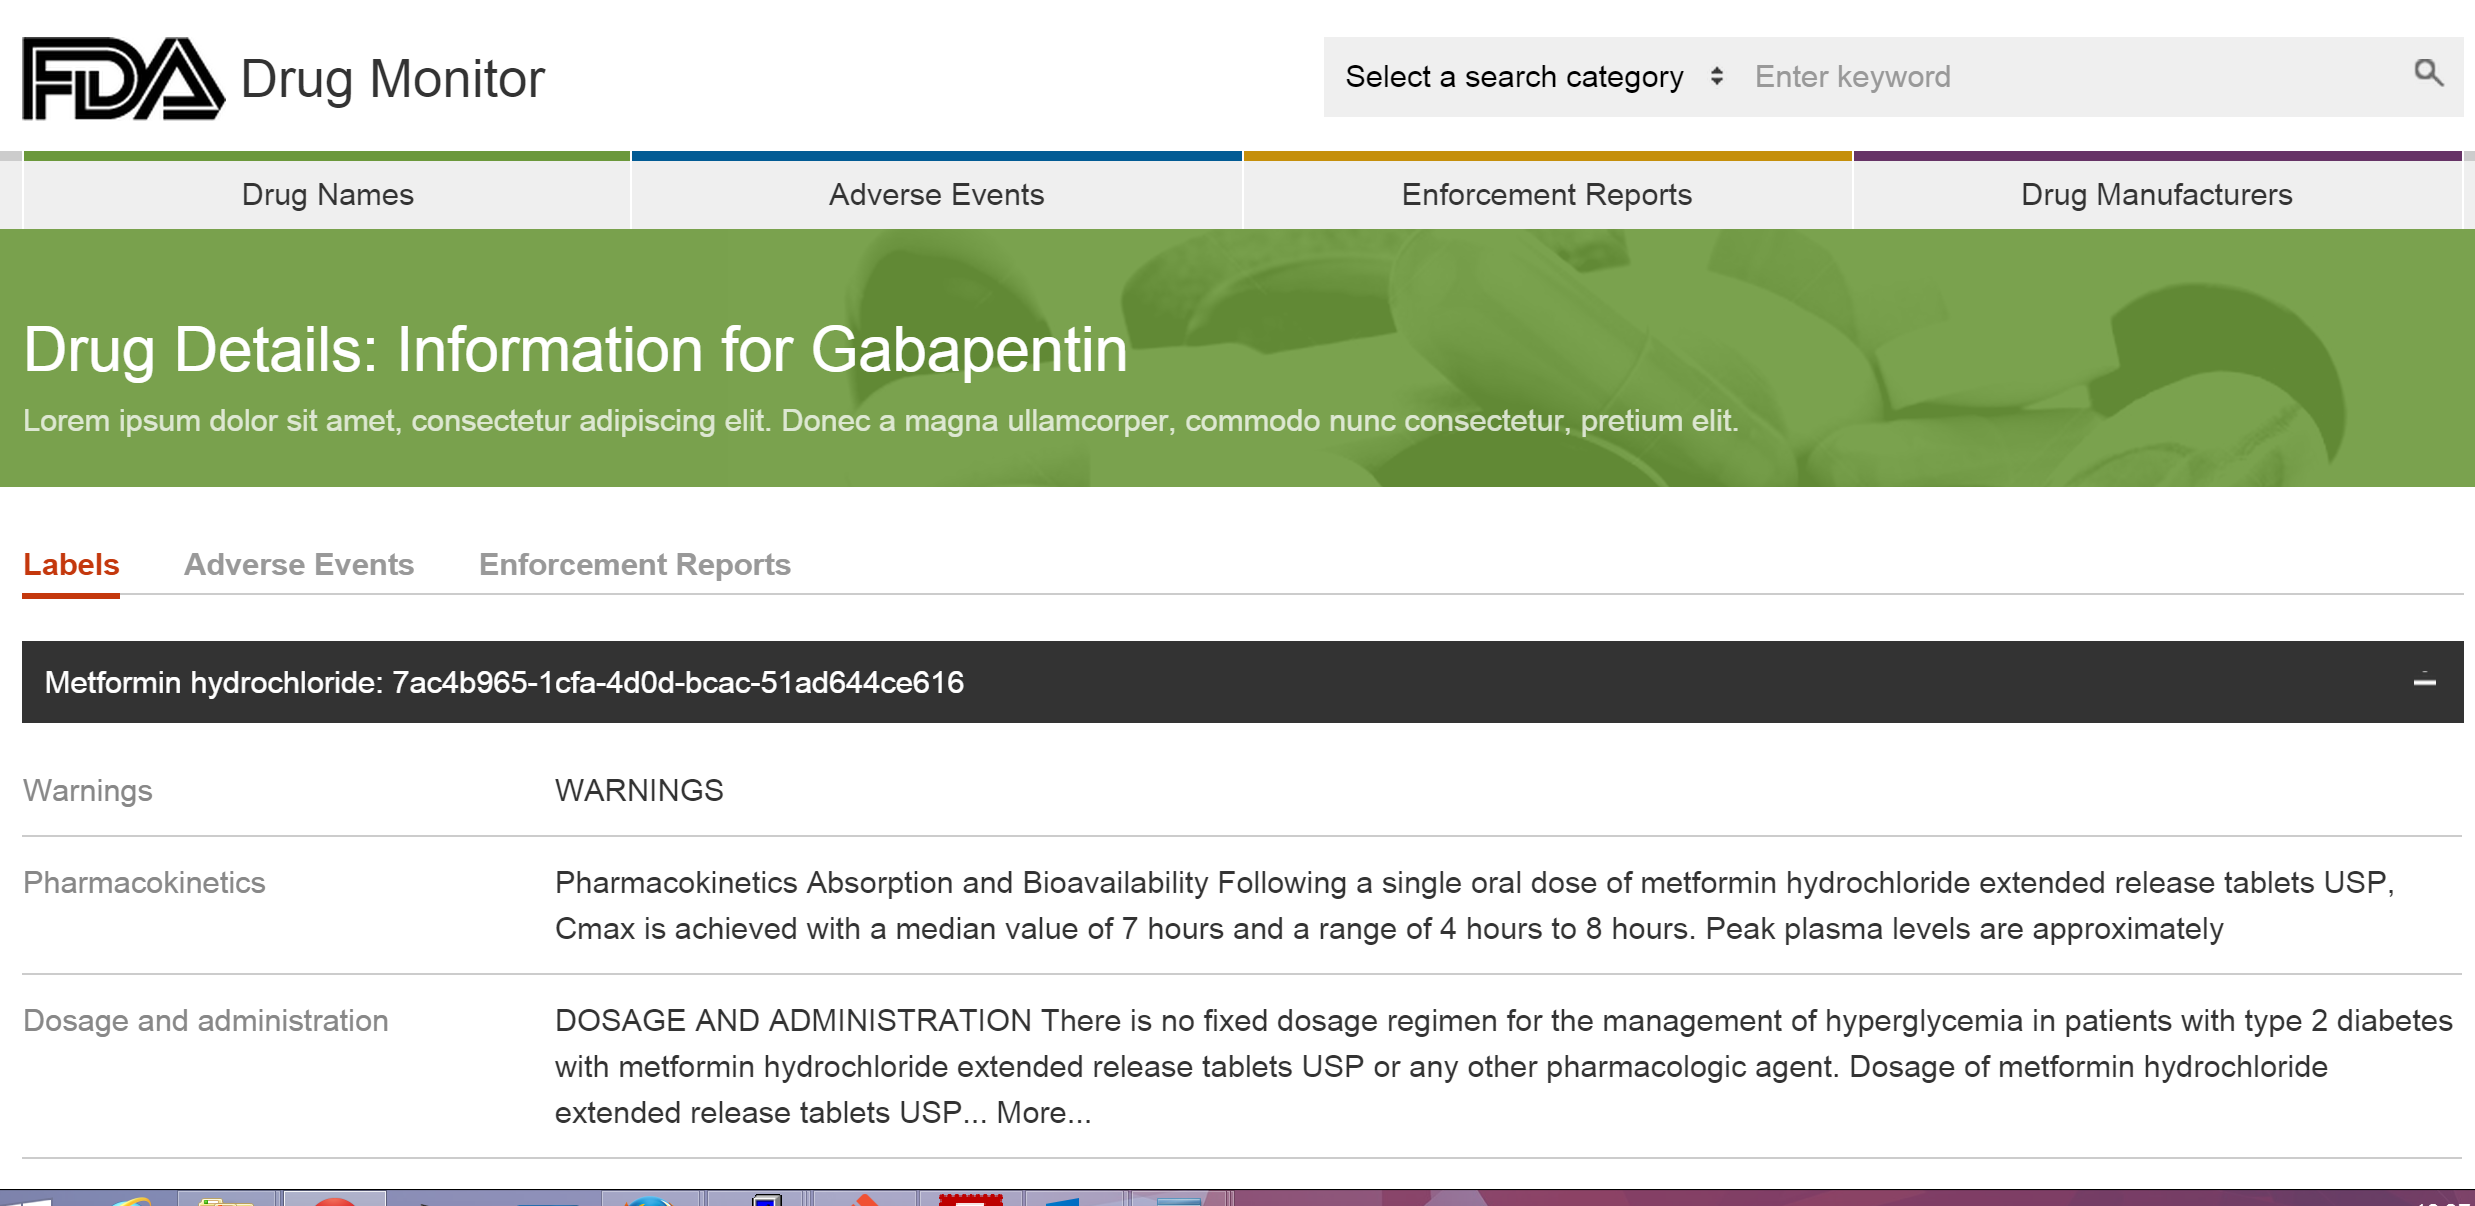 FDA Drug Monitor
Select a search category Enter keyword
Drug Names Adverse Events Enforcement Reports Drug Manufacturers
Drug Details: Information for Gabapentin
Lorem ipsum dolor sit amet, consectetur adipiscing elit. Donec a magna ullamcorper, commodo nunc consectetur, pretium elit.
Labels Adverse Events Enforcement Reports
Metformin hydrochloride: 7ac4b965-1cfa-4d0d-bcac-51ad644ce616
Warnings WARNINGS
Pharmacokinetics Pharmacokinetics Absorption and Bioavailability Following a single oral dose of metformin hydrochloride extended release tablets USP,
Cmax is achieved with a median value of 7 hours and a range of 4 hours to 8 hours. Peak plasma levels are approximately
Dosage and administration DOSAGE AND ADMINISTRATION There is no fixed dosage regimen for the management of hyperglycemia in patients with type 2 diabetes
with metformin hydrochloride extended release tablets USP or any other pharmacologic agent. Dosage of metformin hydrochloride
extended release tablets USP... More...